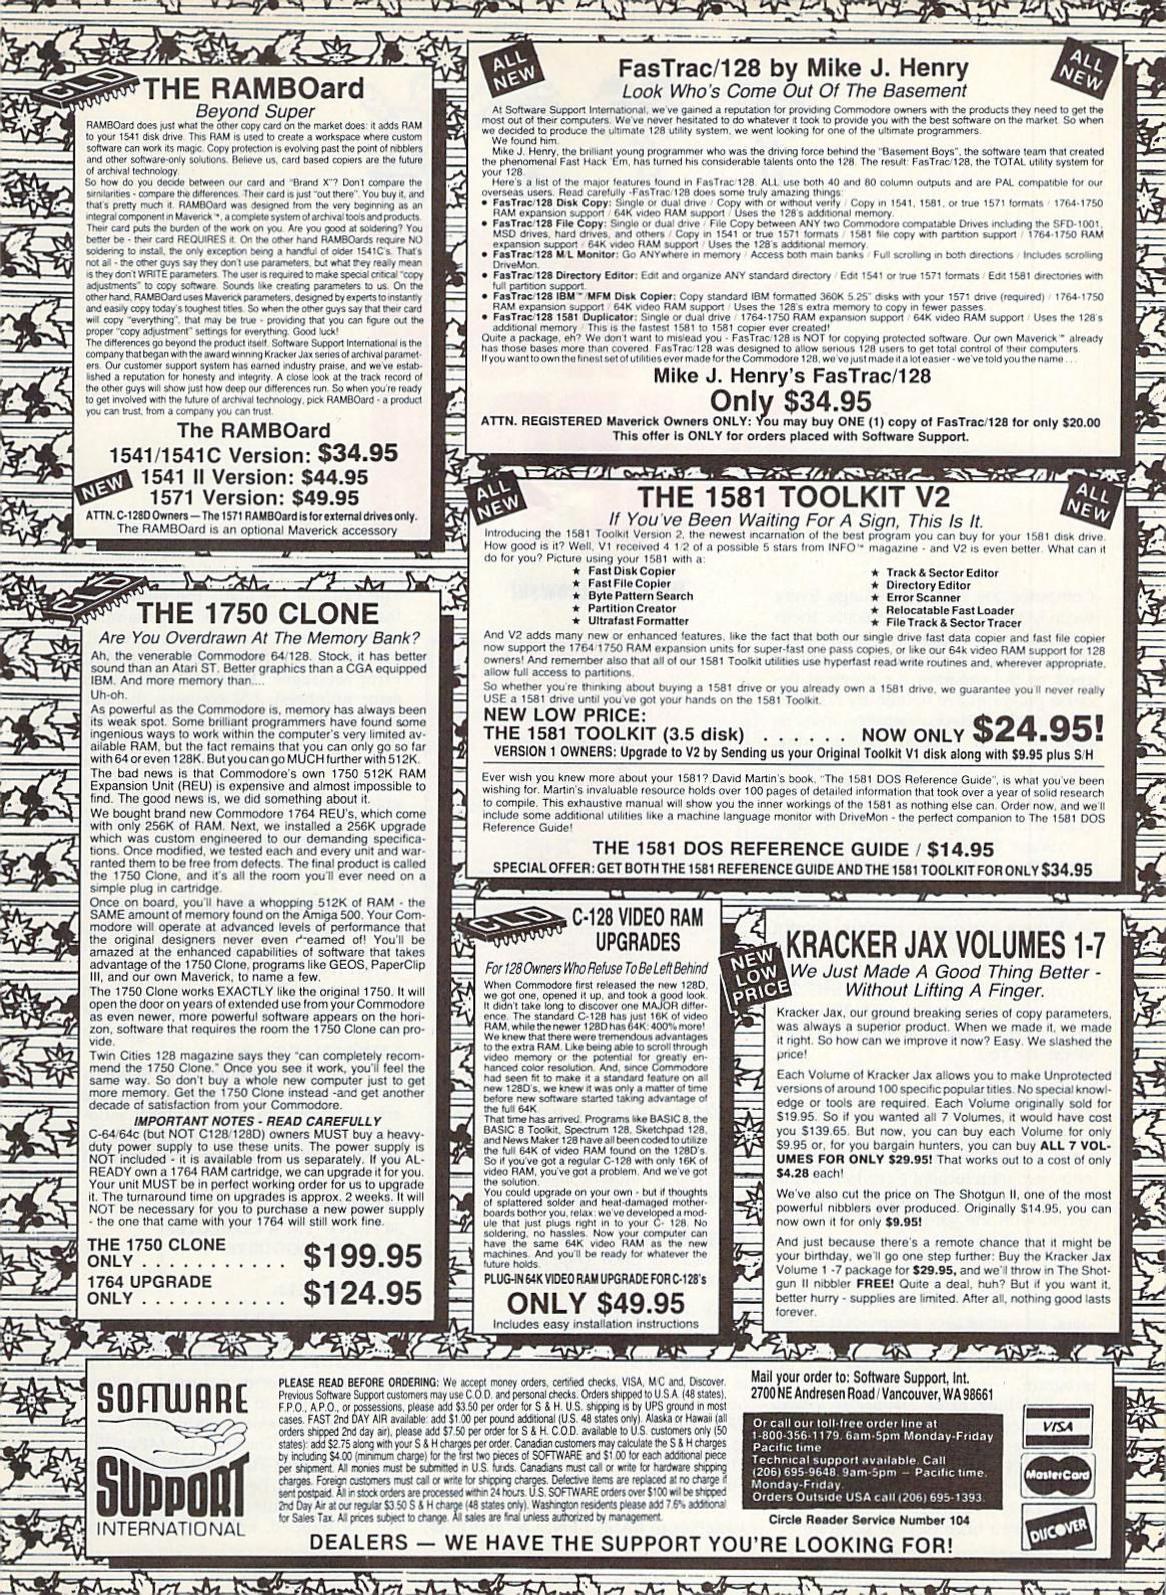 THE RAMBOard
Beyond Super
RAMBOard does just what the other copy card on the market does: it adds RAM
to your 1541 disk drive. This RAM is used to create a workspace where custom
software can work its magic. Copy protection is evolving past the point of nibblers
and other software-only solutions. Believe us, card based copiers are the future
of archival technology.
So how do you decide between our card and "Brand X"? Don't compare the
similarities - compare the differences. Their card is just "out there". You buy it, and
that's pretty much it. RAMBOard was designed from the very beginning as an
integral component in Maverick ™, a complete system of archival tools and products.
Their card puts the burden of the work on you. Are you good at soldering? You
better be - their card REQUIRES it. On the other hand RAMBOards require NO
soldering to install, the only exception being a handful of older 1541C's. That's
not all - the other guys say they don't use parameters, but what they really mean
is they don't WRITE parameters. The user is required to make special critical "copy
adjustments" to copy software. Sounds like creating parameters to us. On the
other hand, RAMBOard uses Maverick parameters, designed by experts to instantly
and easily copy today's toughest titles. So when the other guys say that their card
will copy "everything", that may be true - providing that you can figure out the
proper "copy adjustment" settings for everything. Good luck!
The differences go beyond the product itself. Software Support International is the
company that began with the award winning Kracker Jax series of archival paramet-
ers. Our customer support system has earned industry praise, and we've estab-
lished a reputation for honesty and integrity. A close look at the track record of
the other guys will show just how deep our differences run. So when you're ready
to get involved with the future of archival technology, pick RAMBOard - a product
you can trust, from a company you can trust.
The RAMBOard
1541/1541C Version: $34.95
NEW
1541 II Version: $44.95
1571 Version: $49.95
ATTN. C-128D Owners — The 1571 RAMBOard is for external drives only.
The RAMBOard is an optional Maverick accessory
THE 1750 CLONE
Are You Overdrawn At The Memory Bank?
Ah, the venerable Commodore 64/128. Stock, it has better
sound than an Atari ST. Better graphics than a CGA equipped
IBM. And more memory than....
Uh-oh.
As powerful as the Commodore is, memory has always been
its weak spot. Some brilliant programmers have found some
ingenious ways to work within the computer's very limited av-
ailable RAM, but the fact remains that you can only go so far
with 64 or even 128K. But you can go MUCH further with 512K.
The bad news is that Commodore's own 1750 512K RAM
Expansion Unit (REU) is expensive and almost impossible to
find. The good news is, we did something about it.
We bought brand new Commodore 1764 REU's, which come
with only 256K of RAM. Next, we installed a 256K upgrade
which was custom engineered to our demanding specifica-
tions. Once modified, we tested each and every unit and war-
ranted them to be free from defects. The final product is called
the 1750 Clone, and it's all the room you'll ever need on a
simple plug in cartridge.
Once on board, you'll have a whopping 512K of RAM - the
SAME amount of memory found on the Amiga 500. Your Com-
modore will operate at advanced levels of performance that
the original designers never even dreamed of! You'll be
amazed at the enhanced capabilities of software that takes
advantage of the 1750 Clone, programs like GEOS, PaperClip
III, and our own Maverick, to name a few.
The 1750 Clone works EXACTLY like the original 1750. It will
open the door on years of extended use from your Commodore
as even newer, more powerful software appears on the hori-
zon, software that requires the room the 1750 Clone can pro-
vide.
Twin Cities 128 magazine says they "can completely recom-
mend the 1750 Clone." Once you see it work, you'll feel the
same way. So don't buy a whole new computer just to get
more memory. Get the 1750 Clone instead -and get another
decade of satisfaction from your Commodore.
IMPORTANT NOTES - READ CAREFULLY
C-64/64c (but NOT C128/128D) owners MUST buy a heavy-
duty power supply to use these units. The power supply is
NOT included - it is available from us separately. If you AL-
READY own a 1764 RAM cartridge, we can upgrade it for you.
Your unit MUST be in perfect working order for us to upgrade
it. The turnaround time on upgrades is approx. 2 weeks. It will
NOT be necessary for you to purchase a new power supply
- the one that came with your 1764 will still work fine.
THE 1750 CLONE
ONLY . . . . . . . . . . . . $199.95
1764 UPGRADE
ONLY . . . . . . . . . . . . $124.95
ALL NEW
FasTrac/128 by Mike J. Henry
ALL NEW
Look Who's Come Out Of The Basement
At Software Support International, we've gained a reputation for providing Commodore owners with the products they need to get the
most out of their computers. We've never hesitated to do whatever it took to provide you with the best software on the market. So when
we decided to produce the ultimate 128 utility system, we went looking for one of the ultimate programmers.
We found him.
Mike J. Henry, the brilliant young programmer who was the driving force behind the "Basement Boys", the software team that created
the phenomenal Fast Hack 'Em, has turned his considerable talents onto the 128. The result: FasTrac/128, the TOTAL utility system for
your 128.
Here's a list of the major features found in FasTrac/128. ALL use both 40 and 80 column outputs and are PAL compatible for our
overseas users. Read carefully -FasTrac/128 does some truly amazing things:
• FasTrac/128 Disk Copy: Single or dual drive / Copy with or without verify / Copy in 1541, 1581, or true 1571 formats / 1764-1750
RAM expansion support / 64K video RAM support / Uses the 128's additional memory.
• FasTrac/128 File Copy: Single or dual drive / File Copy between ANY two Commodore compatable Drives including the SFD-1001,
MSD drives, hard drives, and others / Copy in 1541 or true 1571 formats / 1581 file copy with partition support / 1764-1750 RAM
expansion support / 64K video RAM support / Uses the 128's additional memory.
• FasTrac/128 M/L Monitor: Go ANYwhere in memory / Access both main banks / Full scrolling in both directions / Includes scrolling
DriveMon.
• FasTrac/128 Directory Editor: Edit and organize ANY standard directory / Edit 1541 or true 1571 formats / Edit 1581 directories with
full partition support.
• FasTrac/128 IBM™/MFM Disk Copier: Copy standard IBM formatted 360K 5.25" disks with your 1571 drive (required) / 1764-1750
RAM expansion support / 64K video RAM support / Uses the 128's extra memory to copy in fewer passes.
• FasTrac/128 1581 Duplicator: Single or dual drive / 1764-1750 RAM expansion support / 64K video RAM support / Uses the 128's
additional memory / This is the fastest 1581 to 1581 copier ever created!
Quite a package, eh? We don't want to mislead you - FasTrac/128 is NOT for copying protected software. Our own Maverick ™ already
has those bases more than covered. FasTrac/128 was designed to allow serious 128 users to get total control of their computers.
If you want to own the finest set of utilities ever made for the Commodore 128, we've just made it a lot easier - we've told you the name . . .
Mike J. Henry's FasTrac/128
Only $34.95
ATTN. REGISTERED Maverick Owners ONLY: You may buy ONE (1) copy of FasTrac/128 for only $20.00
This offer is ONLY for orders placed with Software Support.
ALL NEW
THE 1581 TOOLKIT V2
ALL NEW
If You've Been Waiting For A Sign, This Is It.
Introducing the 1581 Toolkit Version 2, the newest incarnation of the best program you can buy for your 1581 disk drive.
How good is it? Well, V1 received 4 1/2 of a possible 5 stars from INFO™ magazine - and V2 is even better. What can it
do for you? Picture using your 1581 with a:
★ Fast Disk Copier
★ Fast File Copier
★ Byte Pattern Search
★ Partition Creator
★ Ultrafast Formatter
★ Track & Sector Editor
★ Directory Editor
★ Error Scanner
★ Relocatable Fast Loader
★ File Track & Sector Tracer
And V2 adds many new or enhanced features, like the fact that both our single drive fast data copier and fast file copier
now support the 1764/1750 RAM expansion units for super-fast one pass copies, or like our 64k video RAM support for 128
owners! And remember also that all of our 1581 Toolkit utilities use hyperfast read/write routines and, wherever appropriate,
allow full access to partitions.
So whether you're thinking about buying a 1581 drive or you already own a 1581 drive, we guarantee you'll never really
USE a 1581 drive until you've got your hands on the 1581 Toolkit.
NEW LOW PRICE:
THE 1581 TOOLKIT (3.5 disk) . . . . . . NOW ONLY $24.95!
VERSION 1 OWNERS: Upgrade to V2 by Sending us your Original Toolkit V1 disk along with $9.95 plus S/H
Ever wish you knew more about your 1581? David Martin's book, "The 1581 DOS Reference Guide", is what you've been
wishing for. Martin's invaluable resource holds over 100 pages of detailed information that took over a year of solid research
to compile. This exhaustive manual will show you the inner workings of the 1581 as nothing else can. Order now, and we'll
include some additional utilities like a machine language monitor with DriveMon - the perfect companion to The 1581 DOS
Reference Guide!
THE 1581 DOS REFERENCE GUIDE / $14.95
SPECIAL OFFER: GET BOTH THE 1581 REFERENCE GUIDE AND THE 1581 TOOLKIT FOR ONLY $34.95
C-128 VIDEO RAM
UPGRADES
For 128 Owners Who Refuse To Be Left Behind
When Commodore first released the new 128D,
we got one, opened it up, and took a good look.
It didn't take long to discover one MAJOR differ-
ence. The standard C-128 has just 16K of video
RAM, while the newer 128D has 64K: 400% more!
We knew that there were tremendous advantages
to the extra RAM. Like being able to scroll through
video memory or the potential for greatly en-
hanced color resolution. And, since Commodore
had seen fit to make it a standard feature on all
new 128D's, we knew it was only a matter of time
before new software started taking advantage of
the full 64K.
That time has arrived. Programs like BASIC 8, the
BASIC 8 Toolkit, Spectrum 128, Sketchpad 128,
and News Maker 128 have all been coded to utilize
the full 64K of video RAM found on the 128D's.
So if you've got a regular C-128 with only 16K of
video RAM, you've got a problem. And we've got
the solution.
You could upgrade on your own - but if thoughts
of splattered solder and heat-damaged mother-
boards bother you, relax: we've developed a mod-
ule that just plugs right in to your C- 128. No
soldering, no hassles. Now your computer can
have the same 64K video RAM as the new
machines. And you'll be ready for whatever the
future holds.
PLUG-IN 64K VIDEO RAM UPGRADE FOR C-128's
ONLY $49.95
Includes easy installation instructions
NEW LOW PRICE
KRACKER JAX VOLUMES 1-7
We Just Made A Good Thing Better -
Without Lifting A Finger.
Kracker Jax, our ground breaking series of copy parameters,
was always a superior product. When we made it, we made
it right. So how can we improve it now? Easy. We slashed the
price!
Each Volume of Kracker Jax allows you to make Unprotected
versions of around 100 specific popular titles. No special knowl-
edge or tools are required. Each Volume originally sold for
$19.95. So if you wanted all 7 Volumes, it would have cost
you $139.65. But now, you can buy each Volume for only
$9.95 or, for you bargain hunters, you can buy ALL 7 VOL-
UMES FOR ONLY $29.95! That works out to a cost of only
$4.28 each!
We've also cut the price on The Shotgun II, one of the most
powerful nibblers ever produced. Originally $14.95, you can
now own it for only $9.95!
And just because there's a remote chance that it might be
your birthday, we'll go one step further: Buy the Kracker Jax
Volume 1 -7 package for $29.95, and we'll throw in The Shot-
gun II nibbler FREE! Quite a deal, huh? But if you want it,
better hurry - supplies are limited. After all, nothing good lasts
forever.
SOFTWARE
SUPPORT
INTERNATIONAL
PLEASE READ BEFORE ORDERING: We accept money orders, certified checks, VISA, M/C and, Discover.
Previous Software Support customers may use C.O.D. and personal checks. Orders shipped to U.S.A. (48 states),
F.P.O., A.P.O., or possessions, please add $3.50 per order for S & H. U.S. shipping is by UPS ground in most
cases. FAST 2nd DAY AIR available: add $1.00 per pound additional (U.S. 48 states only). Alaska or Hawaii (all
orders shipped 2nd day air), please add $7.50 per order for S & H. C.O.D. available to U.S. customers only (50
states): add $2.75 along with your S & H charges per order. Canadian customers may calculate the S & H charges
by including $4.00 (minimum charge) for the first two pieces of SOFTWARE and $1.00 for each additional piece
per shipment. All monies must be submitted in U.S. funds. Canadians must call or write for hardware shipping
charges. Foreign customers must call or write for shipping charges. Defective items are replaced at no charge if
sent postpaid. All in stock orders are processed within 24 hours. U.S. SOFTWARE orders over $100 will be shipped
2nd Day Air at our regular $3.50 S & H charge (48 states only). Washington residents please add 7.6% additional
for Sales Tax. All prices subject to change. All sales are final unless authorized by management.
Mail your order to: Software Support, Int.
2700 NE Andresen Road / Vancouver, WA 98661
Or call our toll-free order line at
1-800-356-1179, 6am-5pm Monday-Friday
Pacific time
Technical support available. Call
(206) 695-9648, 9am-5pm — Pacific time.
Monday-Friday.
Orders Outside USA call (206) 695-1393.
Circle Reader Service Number 104
VISA
MasterCard
DISCOVER
DEALERS — WE HAVE THE SUPPORT YOU'RE LOOKING FOR!